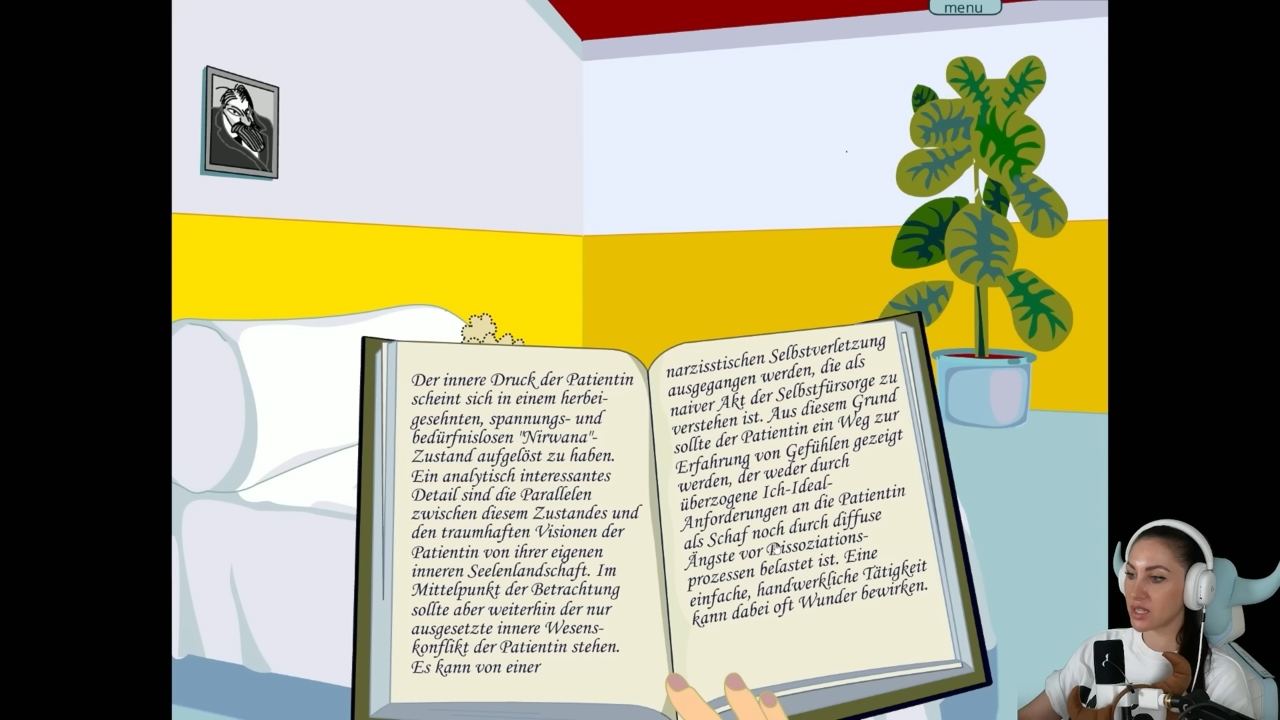 menu
Der innere Druck der Patientin
scheint sich in einem herbei-
gesehnten, spannungs- und
bedürfnislosen "Nirwana"-
Zustand aufgelöst zu haben.
Ein analytisch interessantes
Detail sind die Parallelen
zwischen diesem Zustandes und
den traumhaften Visionen der
Patientin von ihrer eigenen
inneren Seelenlandschaft. Im
Mittelpunkt der Betrachtung
sollte aber weiterhin der nur
ausgesetzte innere Wesens-
konflikt der Patientin stehen.
Es kann von einer
narzisstischen Selbstverletzung
ausgegangen werden, die als
naiver Akt der Selbstfürsorge zu
verstehen ist. Aus diesem Grund
sollte der Patientin ein Weg zur
Erfahrung von Gefühlen gezeigt
werden, der weder durch
überzogene Ich-Ideal-
Anforderungen an die Patientin
als Schaf noch durch diffuse
Ängste vor Dissoziations-
prozessen belastet ist. Eine
einfache, handwerkliche Tätigkeit
kann dabei oft Wunder bewirken.